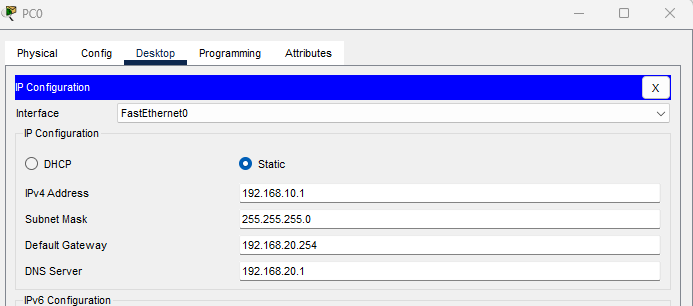 PC0
Physical Config Desktop Programming Attributes
IP Configuration X
Interface FastEthernet0
IP Configuration
DHCP Static
IPv4 Address 192.168.10.1
Subnet Mask 255.255.255.0
Default Gateway 192.168.20.254
DNS Server 192.168.20.1
IPv6 Configuration